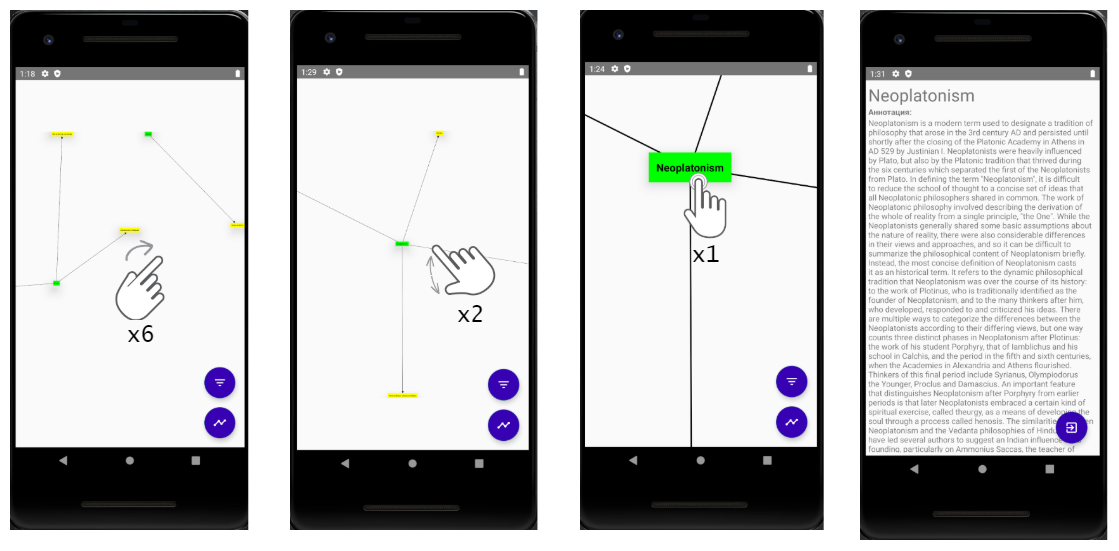 1:18
x6
1:29
x2
1:24
Neoplatonism
x1
1:31
Neoplatonism
Аннотация:
Neoplatonism is a modern term used to designate a tradition of
philosophy that arose in the 3rd century AD and persisted until
shortly after the closing of the Platonic Academy in Athens in
AD 529 by Justinian I. Neoplatonists were heavily influenced
by Plato, but also by the Platonic tradition that thrived during
the six centuries which separated the first of the Neoplatonists
from Plato. In defining the term "Neoplatonism", it is difficult
to reduce the school of thought to a concise set of ideas that
all Neoplatonic philosophers shared in common. The work of
Neoplatonic philosophy involved describing the derivation of
the whole of reality from a single principle, "the One". While the
Neoplatonists generally shared some basic assumptions about
the nature of reality, there were also considerable differences
in their views and approaches, and so it can be difficult to
summarize the philosophical content of Neoplatonism briefly.
Instead, the most concise definition of Neoplatonism casts
it as an historical term. It refers to the dynamic philosophical
tradition that Neoplatonism was over the course of its history:
to the work of Plotinus, who is traditionally identified as the
founder of Neoplatonism, and to the many thinkers after him,
who developed, responded to and criticized his ideas. There
are multiple ways to categorize the differences between the
Neoplatonists according to their differing views, but one way
counts three distinct phases in Neoplatonism after Plotinus:
the work of his student Porphyry, that of Iamblichus and his
school in Calchis, and the period in the fifth and sixth centuries,
when the Academies in Alexandria and Athens flourished.
Thinkers of this final period include Syrianus, Olympiodorus
the Younger, Proclus and Damascius. An important feature
that distinguishes Neoplatonism after Porphyry from earlier
periods is that later Neoplatonists embraced a certain kind of
spiritual exercise, called theurgy, as a means of developing the
soul through a process called henosis. The similarities
Neoplatonism and the Vedanta philosophies of
have led several authors to suggest an Indian influence
founding, particularly on Ammonius Saccas, the teacher of